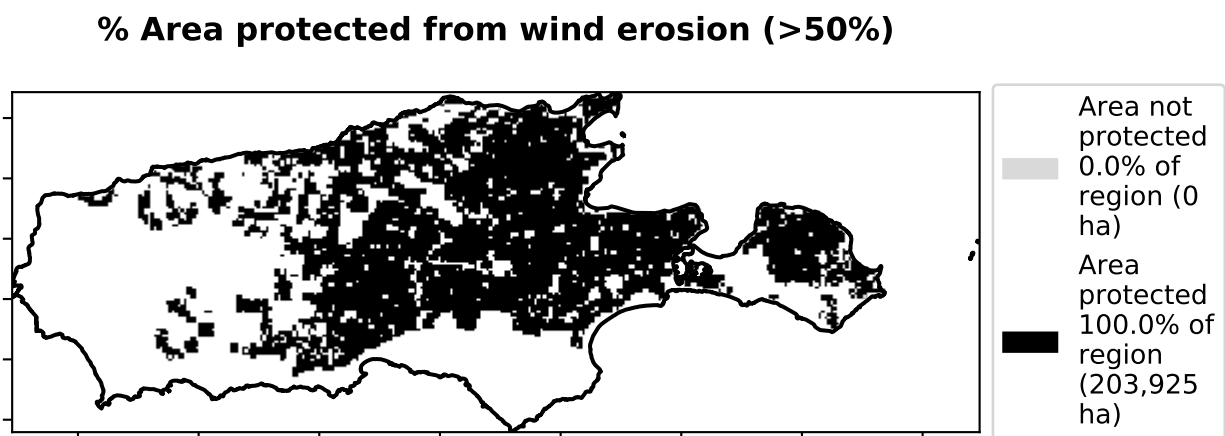 % Area protected from wind erosion (>50%)
Area not
protected
0.0% of
region (0
ha)
Area
protected
100.0% of
region
(203,925
ha)